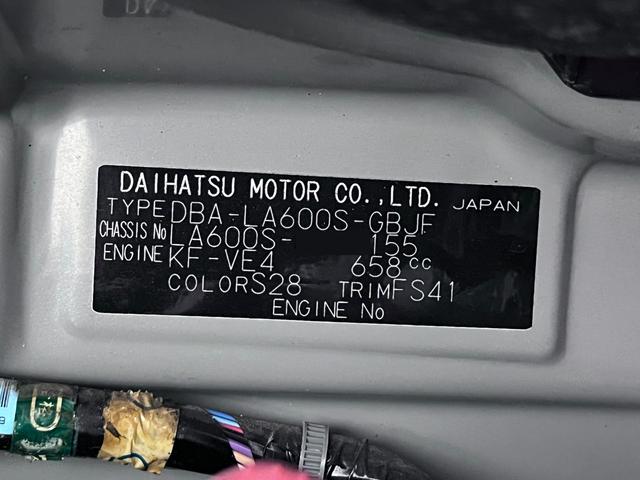 DAIHATSU MOTOR CO.,LTD. JAPAN
TYPE DBA-LA600S-GBJF
CHASSIS No LA600S- 155
ENGINE KF-VE4 658cc
COLOR S28 TRIM FS41
ENGINE No
U